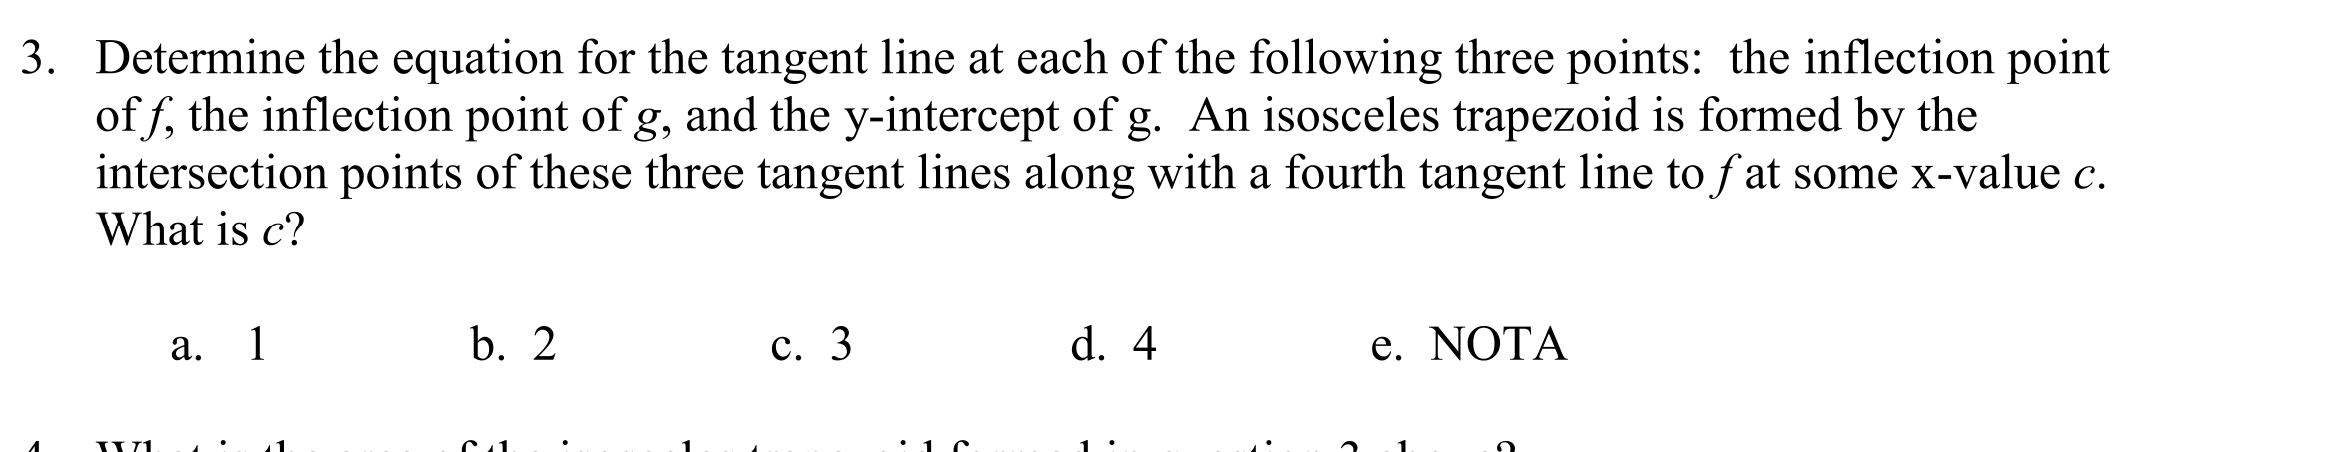 3. Determine the equation for the tangent line at each of the following three points: the inflection point
of f, the inflection point of g, and the y-intercept of g. An isosceles trapezoid is formed by the
intersection points of these three tangent lines along with a fourth tangent line to f at some x-value c.
What is c?
a. 1 b. 2 c. 3 d. 4 e. NOTA